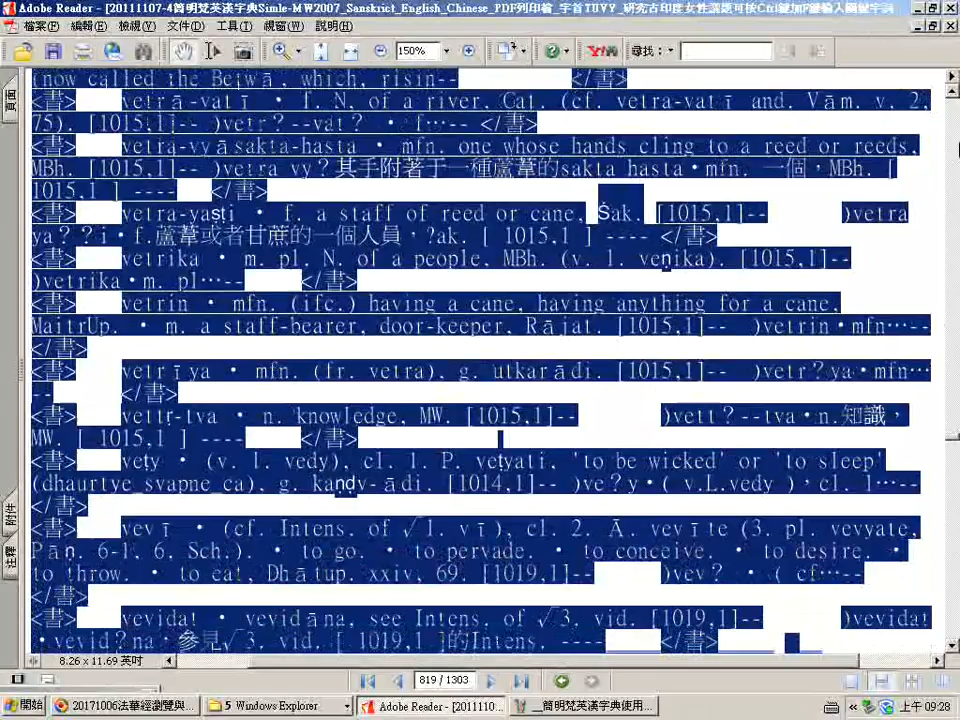 Adobe Reader - [20111107-4簡明梵英漢字典Simle-MW2007_Sanskrict_English_Chinese_PDF列印檔_字首TUVY_研究古印度女性議題可按Ctrl鍵加F鍵輸入關鍵字詞
檔案(F) 編輯(E) 檢視(V) 文件(D) 工具(T) 視窗(W) 說明(H)
150% Y! 尋找：
(now called the Betwā, which, risin-- </書>
<書> vetrā-vatī • f. N. of a river, Cat. (cf. vetra-vatī and. Vām. v, 2,
75). [1015,1]-- )vetr？--vat？ • f…-- </書>
<書> vetra-vyāsakta-hasta • mfn. one whose hands cling to a reed or reeds,
MBh. [1015,1]-- )vetra vy？其手附著于一種蘆葦的sakta hasta•mfn. 一個，MBh. [
1015,1 ] ---- </書>
<書> vetra-yaṣṭi • f. a staff of reed or cane, Śak. [1015,1]-- )vetra
ya？？i•f.蘆葦或者甘蔗的一個人員，?ak. [ 1015,1 ] ---- </書>
<書> vetrika • m. pl. N. of a people, MBh. (v. l. veṇika). [1015,1]--
)vetrika•m. pl…-- </書>
<書> vetrin • mfn. (ifc.) having a cane, having anything for a cane,
MaitrUp. • m. a staff-bearer, door-keeper, Rājat. [1015,1]-- )vetrin•mfn…--
</書>
<書> vetrīya • mfn. (fr. vetra), g. utkarādi. [1015,1]-- )vetr？ya•mfn…
-- </書>
<書> vettṛ-tva • n. knowledge, MW. [1015,1]-- )vett？--tva•n.知識，
MW. [ 1015,1 ] ---- </書>
<書> veṭy • (v. l. vedy), cl. 1. P. veṭyati, 'to be wicked' or 'to sleep'
(dhaurtye_svapne_ca), g. kaṇḍv-ādi. [1014,1]-- )ve？y•( v.L.vedy )，cl. 1…--
</書>
<書> vevī • (cf. Intens. of √1. vī), cl. 2. Ā. vevīte (3. pl. vevyate,
Pāṇ. 6-1, 6, Sch.). • to go. • to pervade. • to conceive. • to desire. •
to throw. • to eat, Dhātup. xxiv, 69. [1019,1]-- )vev？ • ( cf…--
</書>
<書> vevidat • vevidāna, see Intens. of √3. vid. [1019,1]-- )vevidat
•vevid？na，參見√3. vid. [ 1019,1 ]的Intens. ---- </書>
頁面
附件
註釋
8.26 x 11.69 英吋
819 / 1303
開始 20171006法華經瀏覽與... 5 Windows Explorer Adobe Reader - [20111... __簡明梵英漢字典使用... 上午 09:28